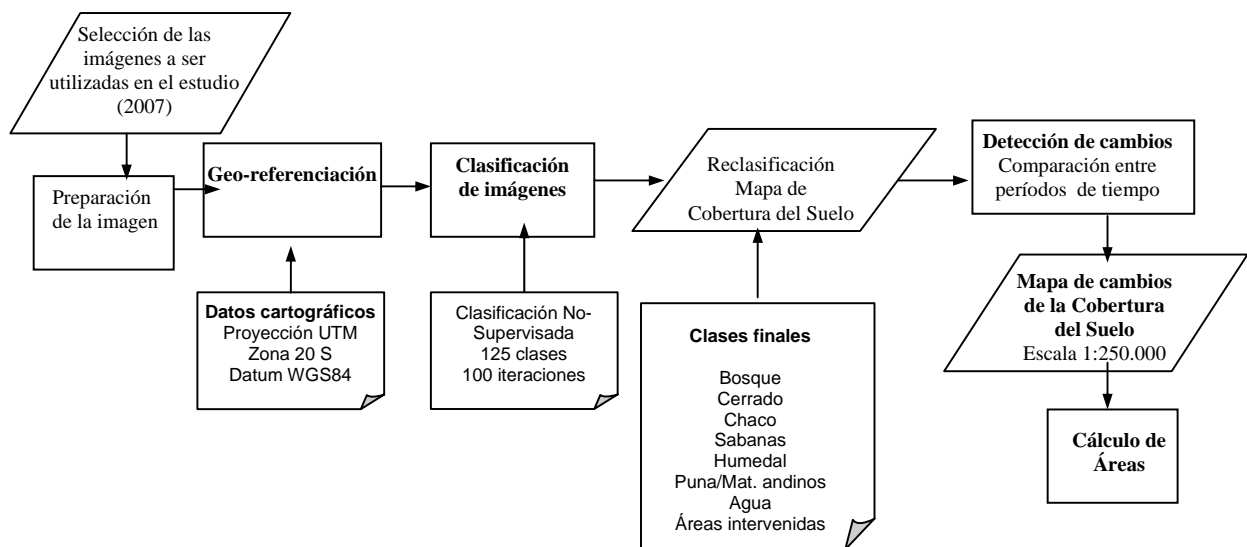 Selección de las
imágenes a ser
utilizadas en el estudio
(2007)
Preparación
de la imagen
Geo-referenciación
Datos cartográficos
Proyección UTM
Zona 20 S
Datum WGS84
Clasificación
de imágenes
Clasificación No-
Supervisada
125 clases
100 iteraciones
Reclasificación
Mapa de
Cobertura del Suelo
Clases finales
Bosque
Cerrado
Chaco
Sabanas
Humedal
Puna/Mat. andinos
Agua
Áreas intervenidas
Detección de cambios
Comparación entre
períodos de tiempo
Mapa de cambios
de la Cobertura
del Suelo
Escala 1:250.000
Cálculo de
Áreas